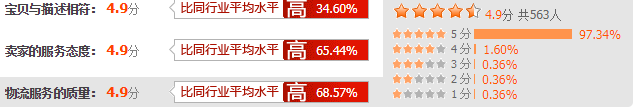 宝贝与描述相符： 4.9分 比同行业平均水平 高 34.60%
卖家的服务态度： 4.9分 比同行业平均水平 高 65.44%
物流服务的质量： 4.9分 比同行业平均水平 高 68.57%
4.9分 共563人
5 分 97.34%
4 分 1.60%
3 分 0.36%
2 分 0.36%
1 分 0.36%